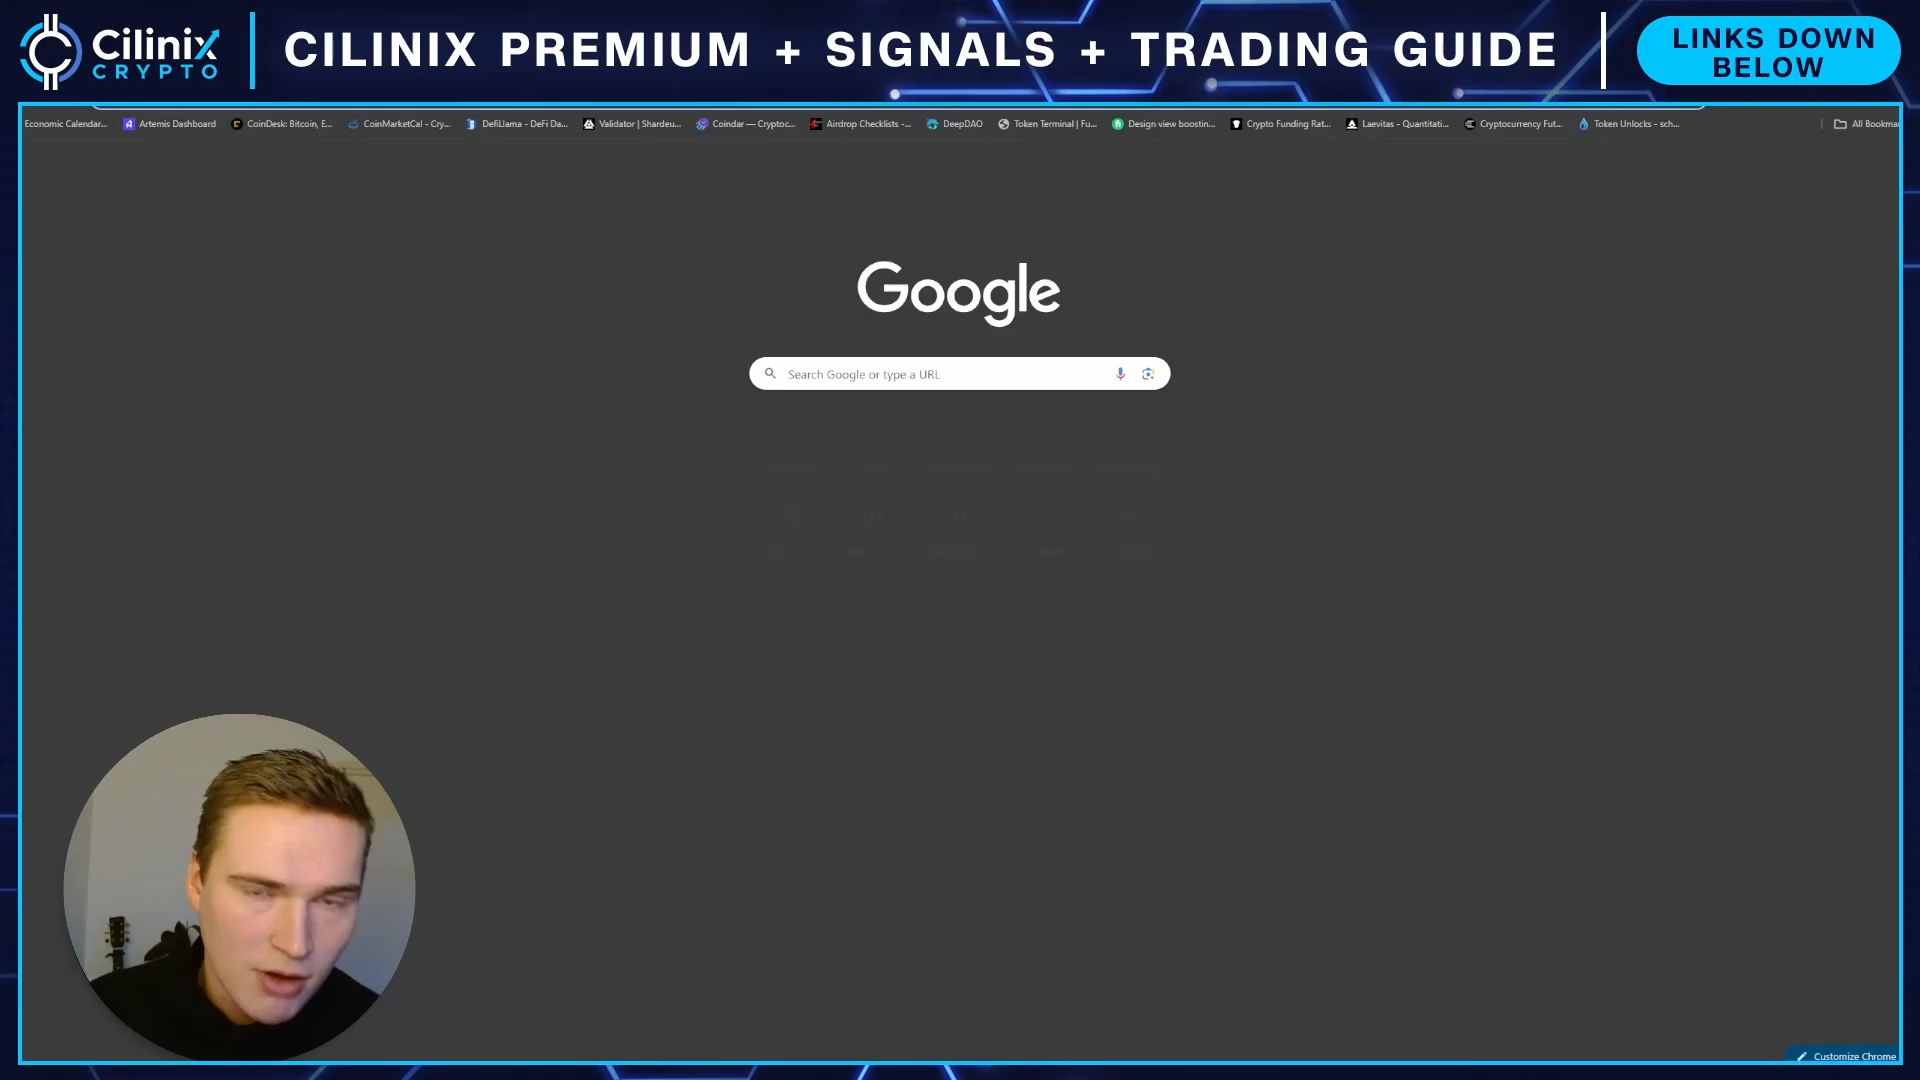 Cilinix
CRYPTO
CILINIX PREMIUM + SIGNALS + TRADING GUIDE
LINKS DOWN
BELOW
Economic Calendar... Artemis Dashboard CoinDesk: Bitcoin, E... CoinMarketCal - Cry... DefiLlama - DeFi Da... Validator | Shardeu... Coindar — Cryptoc... Airdrop Checklists -... DeepDAO Token Terminal | Fu... Design view boostin... Crypto Funding Rat... Laevitas - Quantitati... Cryptocurrency Fut... Token Unlocks - sch... All Bookma
Google
Search Google or type a URL
Customize Chrome